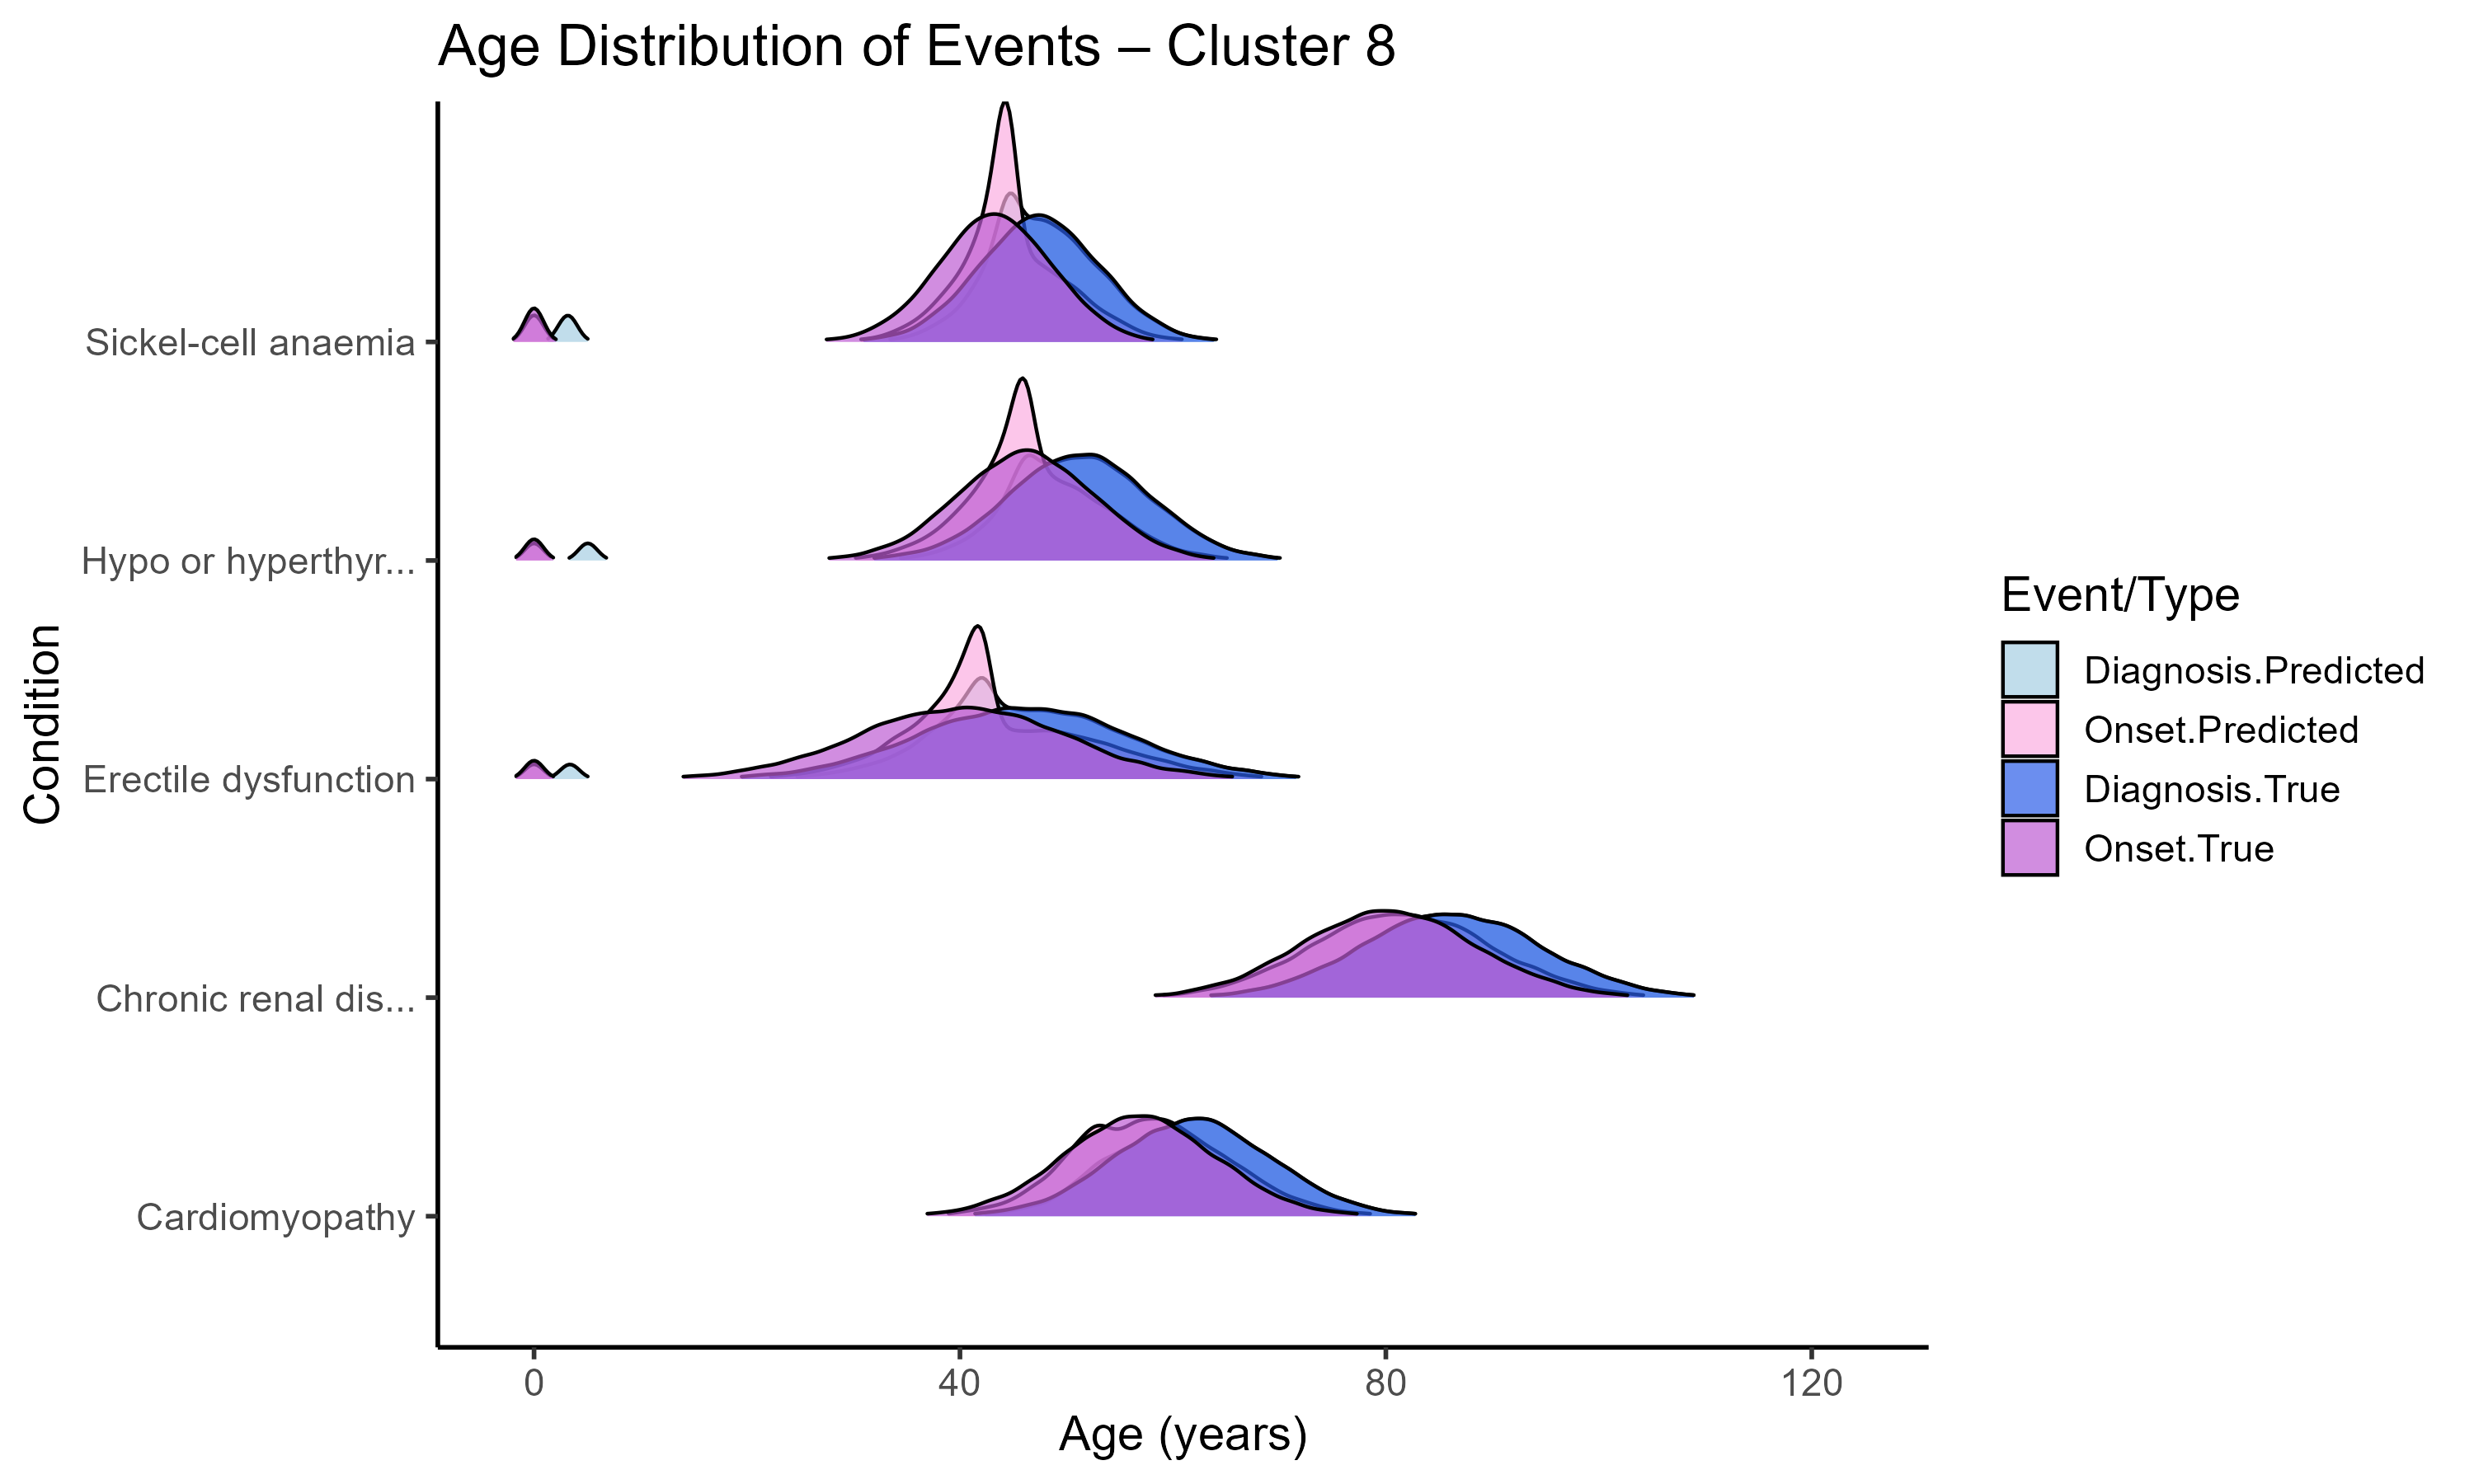 Age Distribution of Events – Cluster 8
Sickel-cell anaemia
Hypo or hyperthyr...
Erectile dysfunction
Chronic renal dis...
Cardiomyopathy
Condition
0 40 80 120
Age (years)
Event/Type
Diagnosis.Predicted
Onset.Predicted
Diagnosis.True
Onset.True